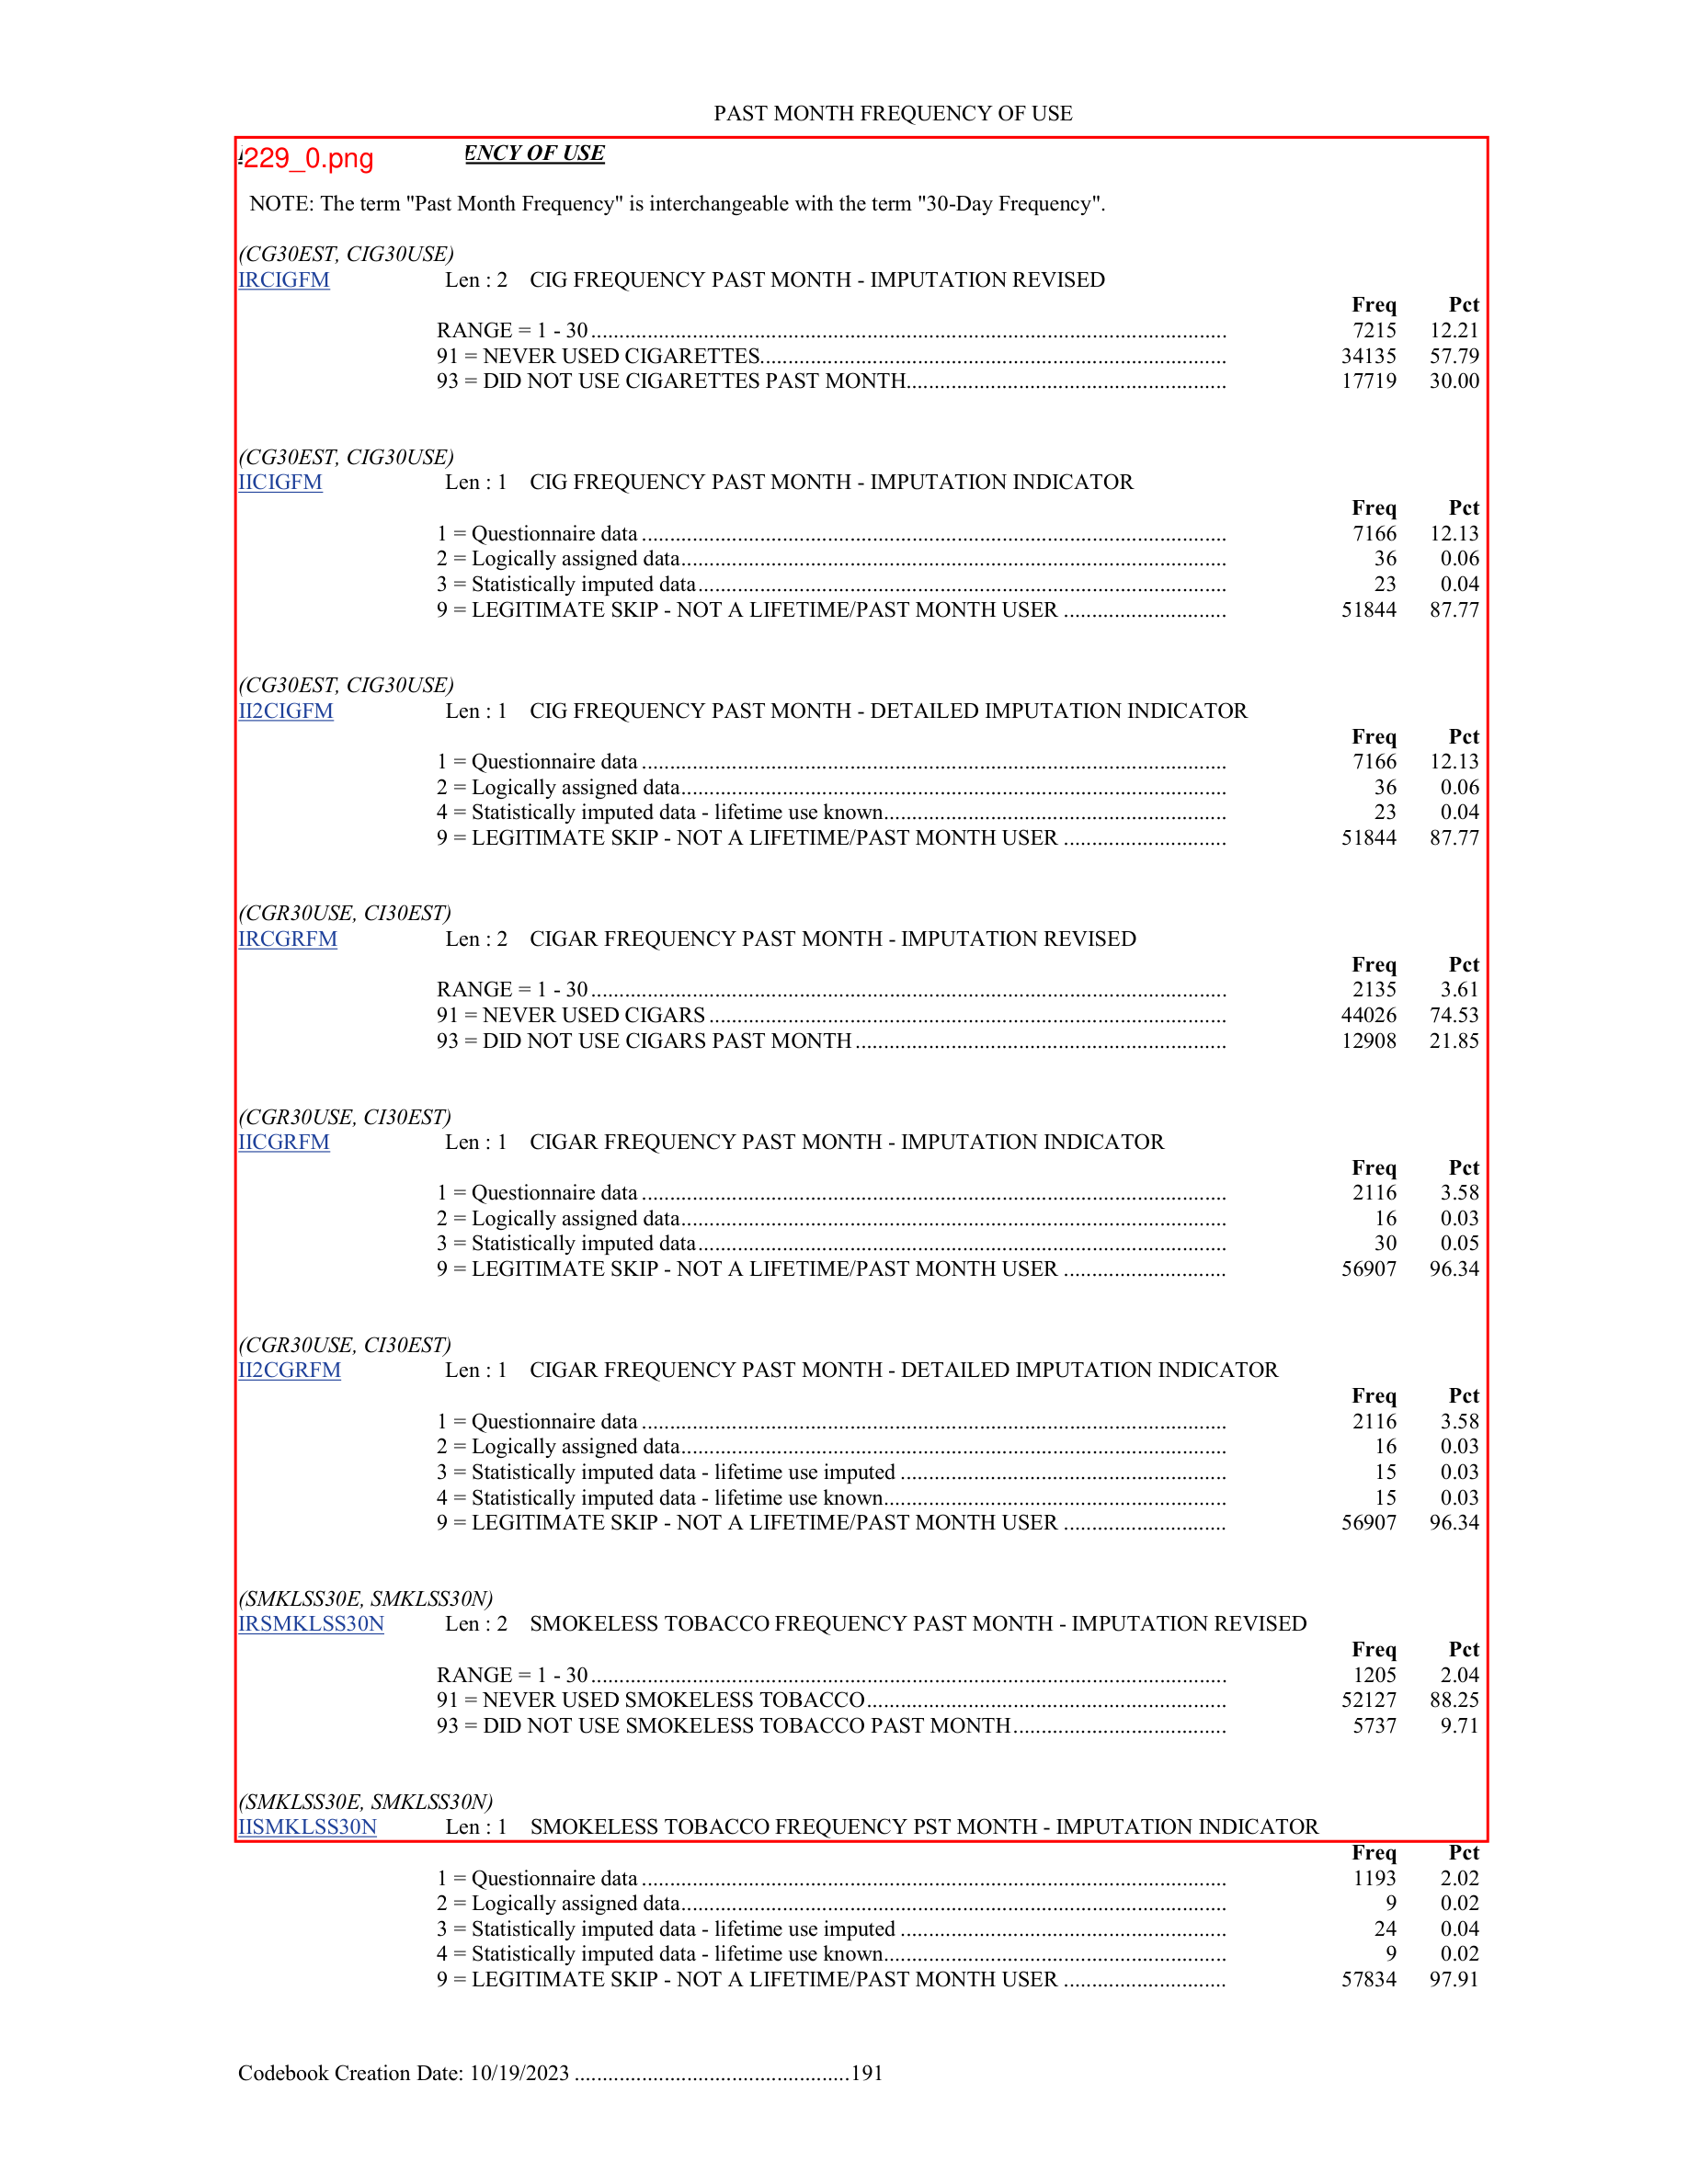 PAST MONTH FREQUENCY OF USE
229_0.png ENCY OF USE
NOTE: The term "Past Month Frequency" is interchangeable with the term "30-Day Frequency".
(CG30EST, CIG30USE)
IRCIGFM Len : 2 CIG FREQUENCY PAST MONTH - IMPUTATION REVISED
Freq Pct
RANGE = 1 - 30 7215 12.21
91 = NEVER USED CIGARETTES 34135 57.79
93 = DID NOT USE CIGARETTES PAST MONTH 17719 30.00
(CG30EST, CIG30USE)
IICIGFM Len : 1 CIG FREQUENCY PAST MONTH - IMPUTATION INDICATOR
Freq Pct
1 = Questionnaire data 7166 12.13
2 = Logically assigned data 36 0.06
3 = Statistically imputed data 23 0.04
9 = LEGITIMATE SKIP - NOT A LIFETIME/PAST MONTH USER 51844 87.77
(CG30EST, CIG30USE)
II2CIGFM Len : 1 CIG FREQUENCY PAST MONTH - DETAILED IMPUTATION INDICATOR
Freq Pct
1 = Questionnaire data 7166 12.13
2 = Logically assigned data 36 0.06
4 = Statistically imputed data - lifetime use known 23 0.04
9 = LEGITIMATE SKIP - NOT A LIFETIME/PAST MONTH USER 51844 87.77
(CGR30USE, CI30EST)
IRCGRFM Len : 2 CIGAR FREQUENCY PAST MONTH - IMPUTATION REVISED
Freq Pct
RANGE = 1 - 30 2135 3.61
91 = NEVER USED CIGARS 44026 74.53
93 = DID NOT USE CIGARS PAST MONTH 12908 21.85
(CGR30USE, CI30EST)
IICGRFM Len : 1 CIGAR FREQUENCY PAST MONTH - IMPUTATION INDICATOR
Freq Pct
1 = Questionnaire data 2116 3.58
2 = Logically assigned data 16 0.03
3 = Statistically imputed data 30 0.05
9 = LEGITIMATE SKIP - NOT A LIFETIME/PAST MONTH USER 56907 96.34
(CGR30USE, CI30EST)
II2CGRFM Len : 1 CIGAR FREQUENCY PAST MONTH - DETAILED IMPUTATION INDICATOR
Freq Pct
1 = Questionnaire data 2116 3.58
2 = Logically assigned data 16 0.03
3 = Statistically imputed data - lifetime use imputed 15 0.03
4 = Statistically imputed data - lifetime use known 15 0.03
9 = LEGITIMATE SKIP - NOT A LIFETIME/PAST MONTH USER 56907 96.34
(SMKLSS30E, SMKLSS30N)
IRSMKLSS30N Len : 2 SMOKELESS TOBACCO FREQUENCY PAST MONTH - IMPUTATION REVISED
Freq Pct
RANGE = 1 - 30 1205 2.04
91 = NEVER USED SMOKELESS TOBACCO 52127 88.25
93 = DID NOT USE SMOKELESS TOBACCO PAST MONTH 5737 9.71
(SMKLSS30E, SMKLSS30N)
IISMKLSS30N Len : 1 SMOKELESS TOBACCO FREQUENCY PST MONTH - IMPUTATION INDICATOR
Freq Pct
1 = Questionnaire data 1193 2.02
2 = Logically assigned data 9 0.02
3 = Statistically imputed data - lifetime use imputed 24 0.04
4 = Statistically imputed data - lifetime use known 9 0.02
9 = LEGITIMATE SKIP - NOT A LIFETIME/PAST MONTH USER 57834 97.91
Codebook Creation Date: 10/19/2023 191